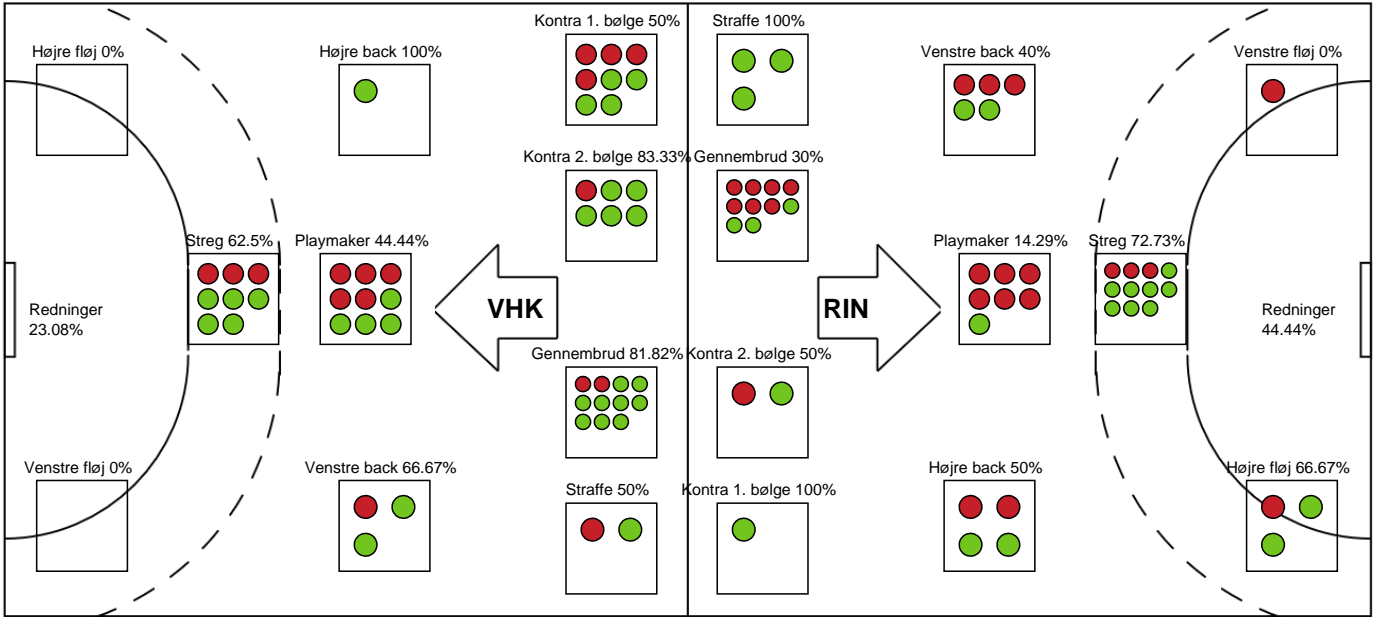 Kontra 1. bølge 50%
Straffe 100%
Højre fløj 0%
Højre back 100%
Venstre back 40%
Venstre fløj 0%
Kontra 2. bølge 83.33%
Gennembrud 30%
Streg 62.5%
Playmaker 44.44%
Playmaker 14.29%
Streg 72.73%
Redninger
23.08%
VHK
RIN
Redninger
44.44%
Gennembrud 81.82%
Kontra 2. bølge 50%
Venstre fløj 0%
Venstre back 66.67%
Højre back 50%
Højre fløj 66.67%
Straffe 50%
Kontra 1. bølge 100%